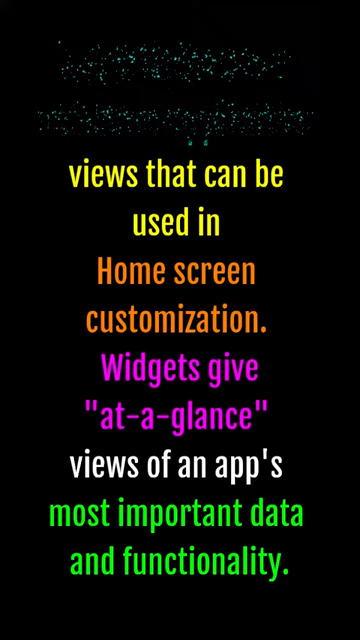 views that can be
used in
Home screen
customization.
Widgets give
"at-a-glance"
views of an app's
most important data
and functionality.